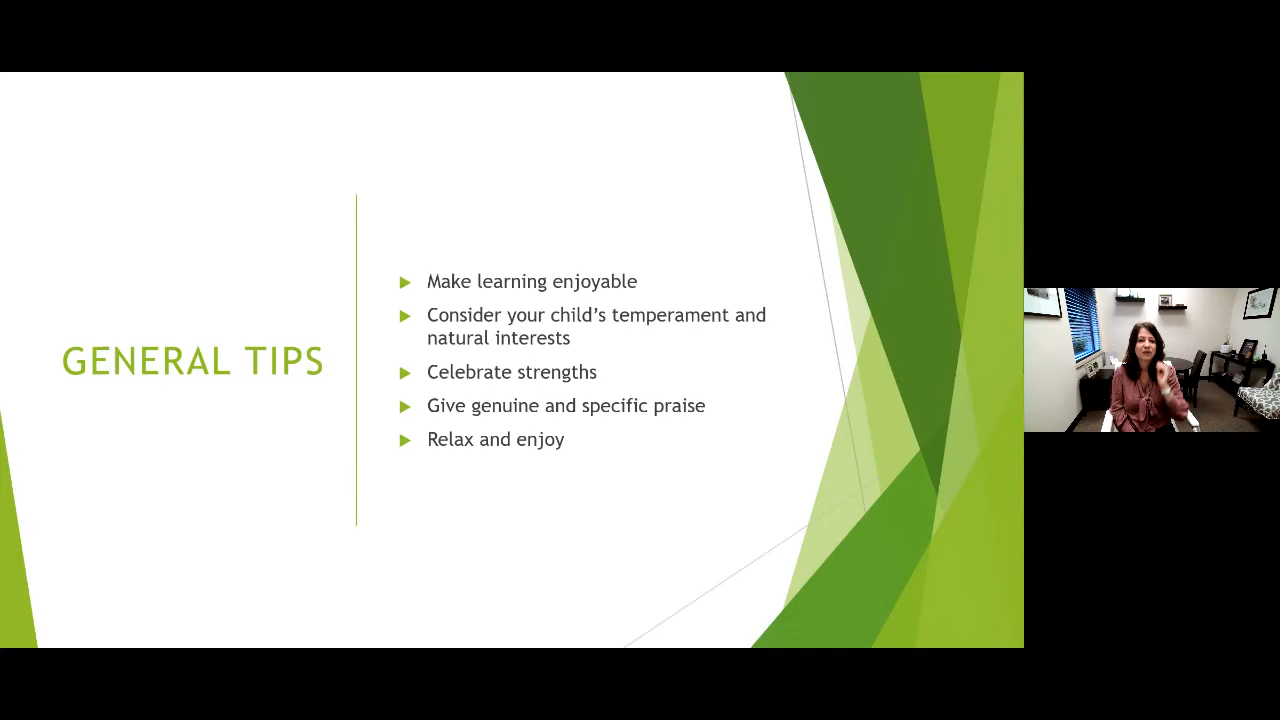 GENERAL TIPS
Make learning enjoyable
Consider your child's temperament and
natural interests
Celebrate strengths
Give genuine and specific praise
Relax and enjoy